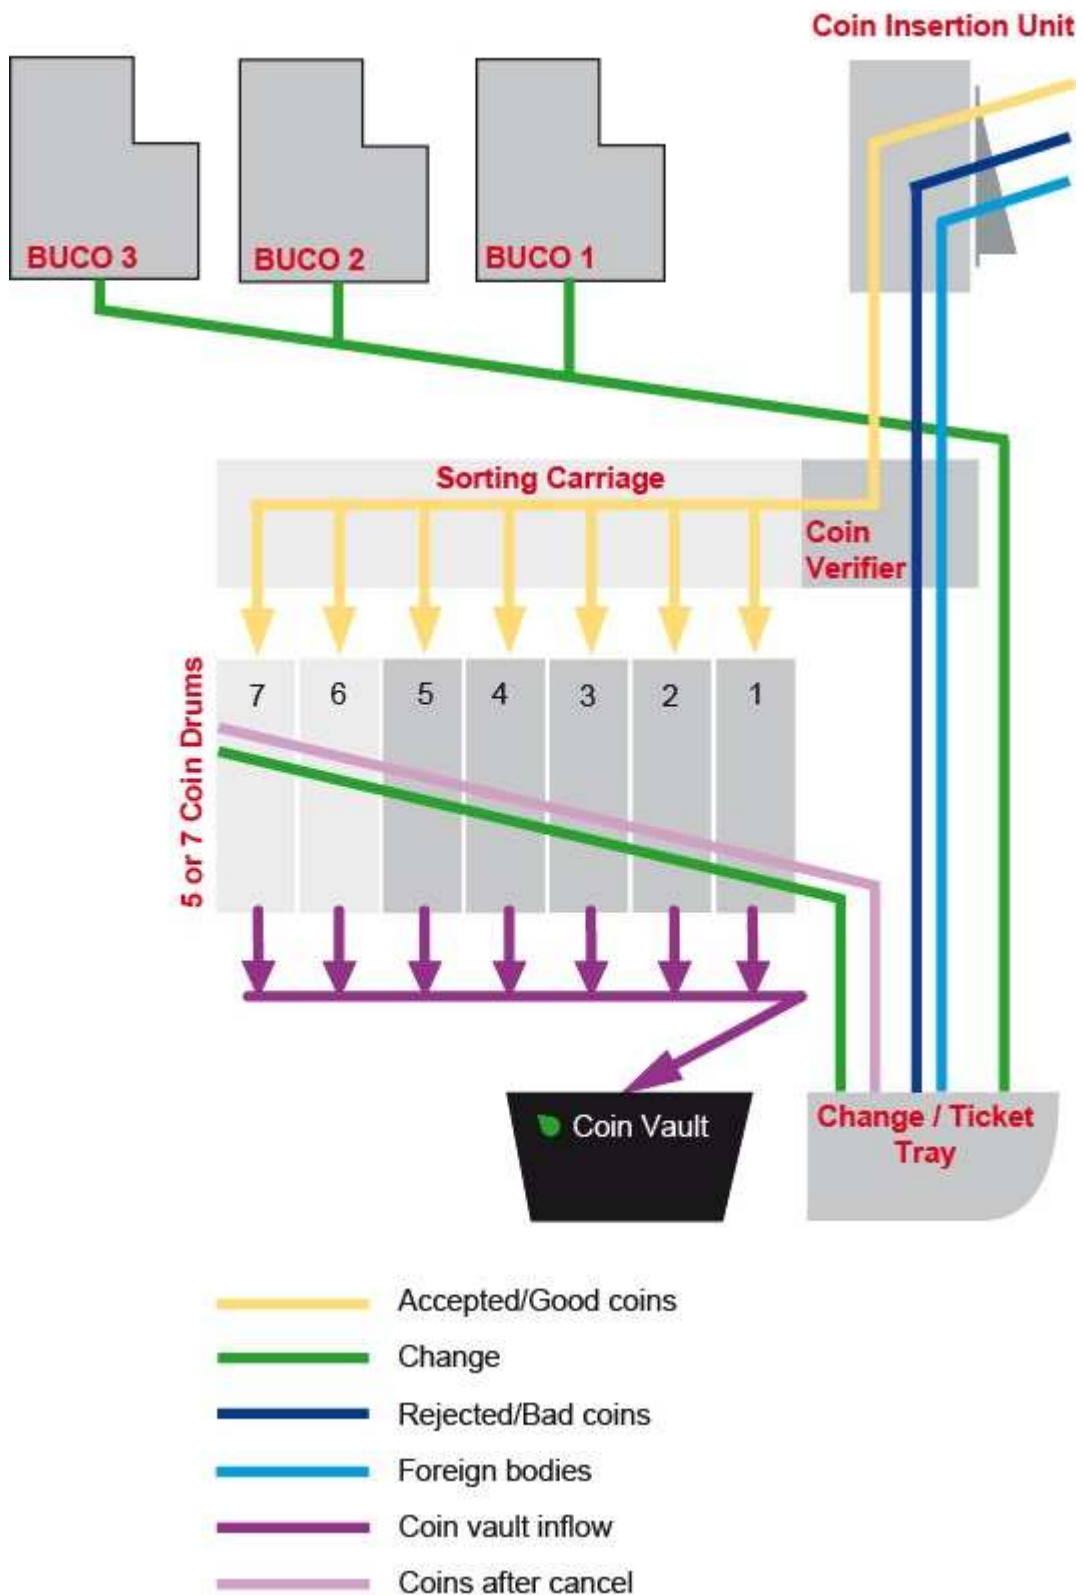 Coin Insertion Unit
BUCO 3
BUCO 2
BUCO 1
Sorting Carriage
Coin
Verifier
5 or 7 Coin Drums
7
6
5
4
3
2
1
Coin Vault
Change / Ticket
Tray
Accepted/Good coins
Change
Rejected/Bad coins
Foreign bodies
Coin vault inflow
Coins after cancel